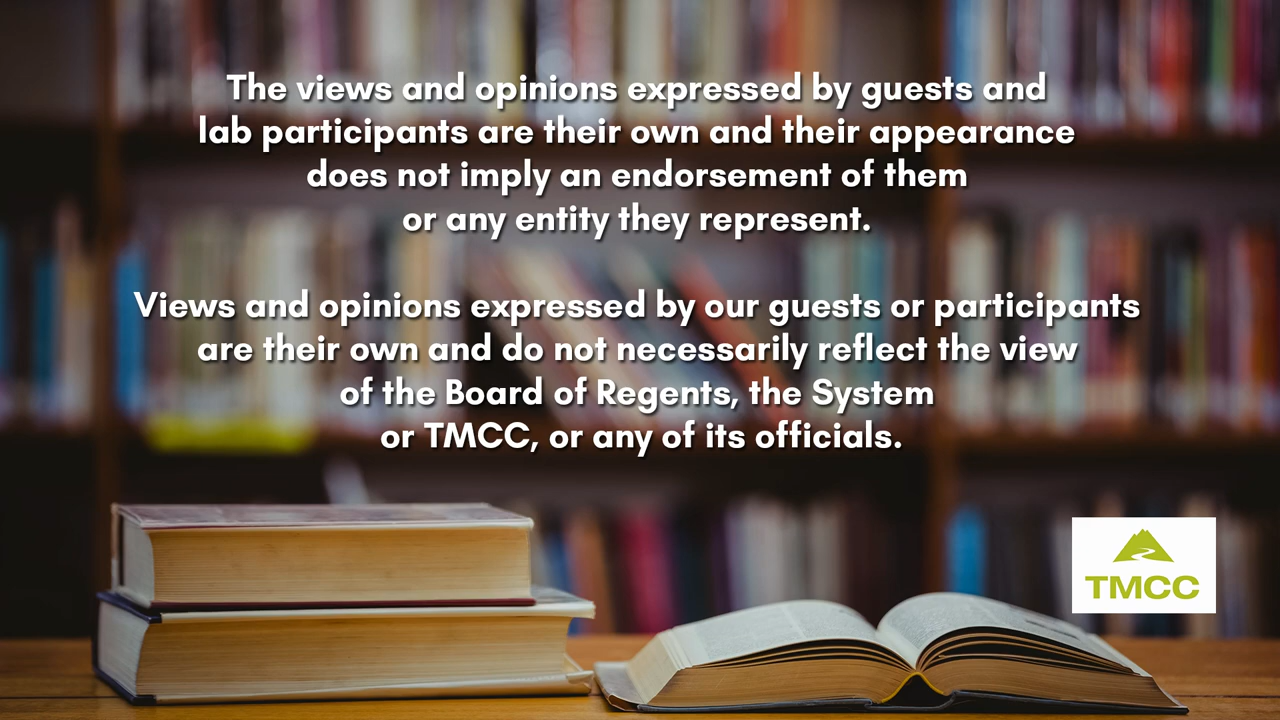 The views and opinions expressed by guests and
lab participants are their own and their appearance
does not imply an endorsement of them
or any entity they represent.
Views and opinions expressed by our guests or participants
are their own and do not necessarily reflect the view
of the Board of Regents, the System
or TMCC, or any of its officials.
TMCC